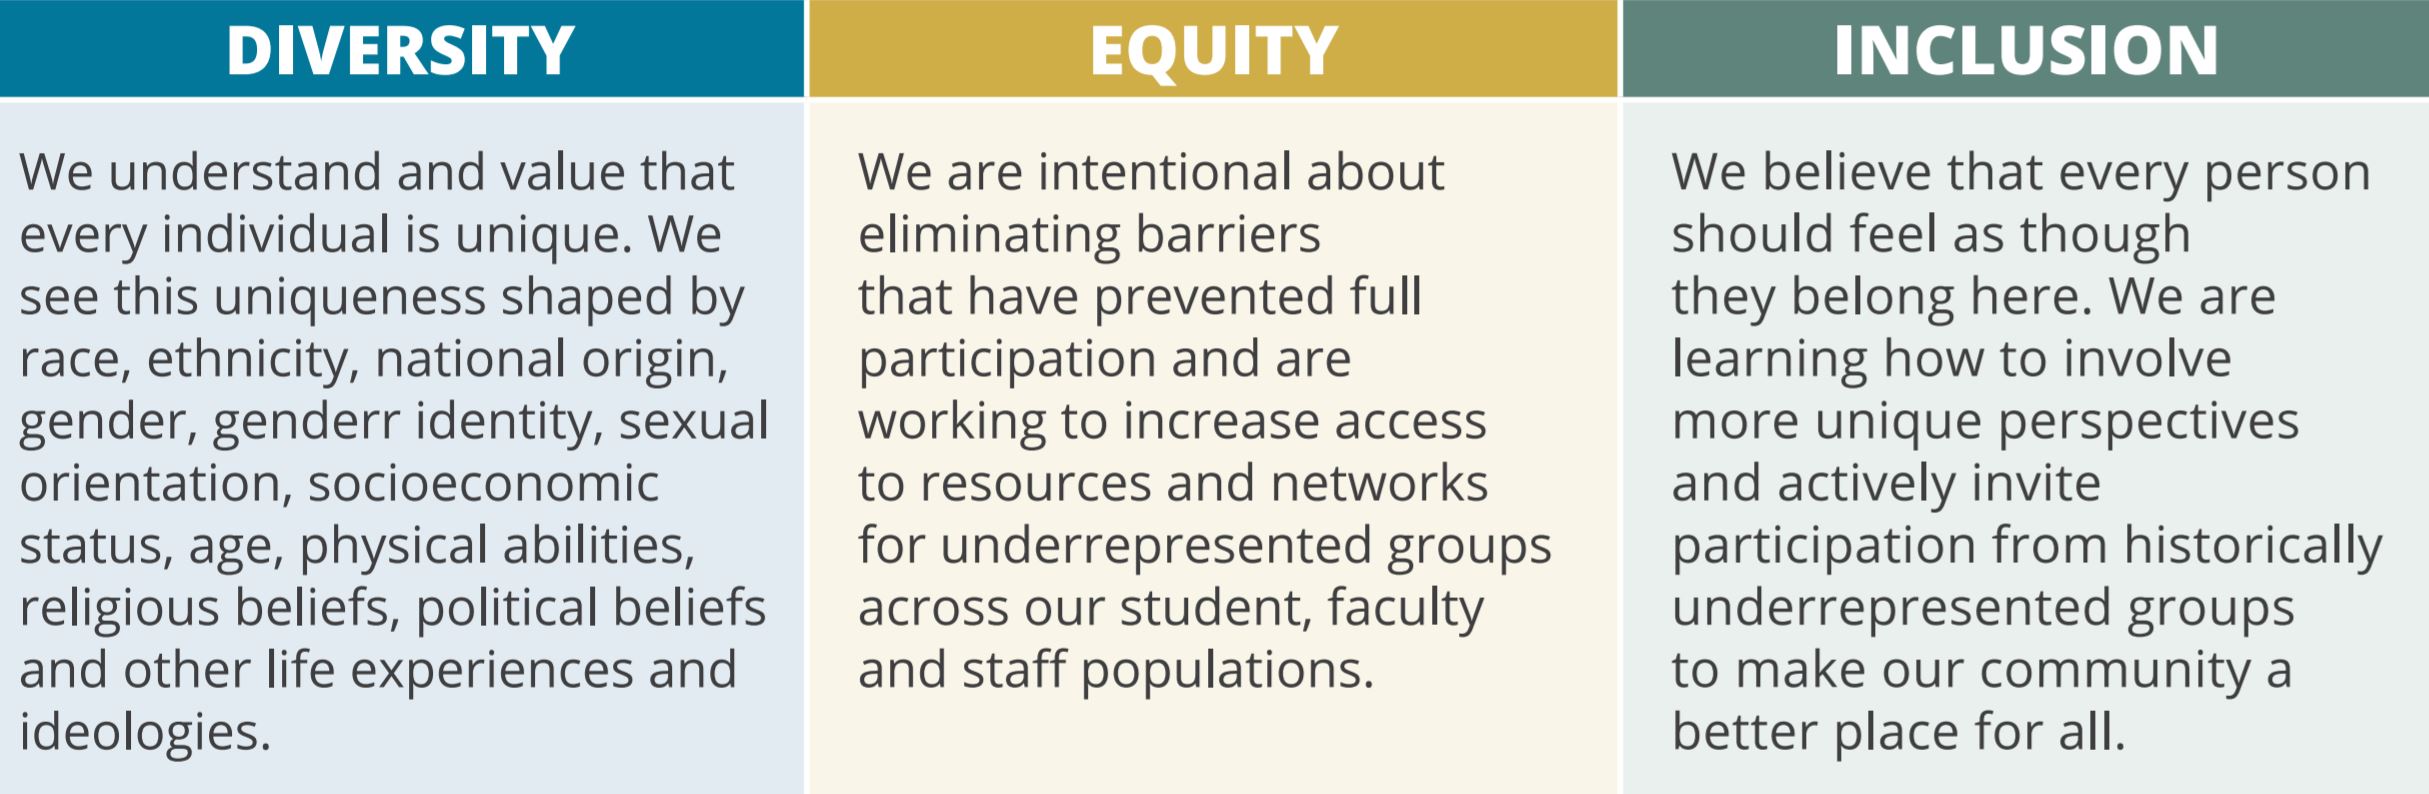 DIVERSITY
We understand and value that
every individual is unique. We
see this uniqueness shaped by
race, ethnicity, national origin,
gender, genderr identity, sexual
orientation, socioeconomic
status, age, physical abilities,
religious beliefs, political beliefs
and other life experiences and
ideologies.
EQUITY
We are intentional about
eliminating barriers
that have prevented full
participation and are
working to increase access
to resources and networks
for underrepresented groups
across our student, faculty
and staff populations.
INCLUSION
We believe that every person
should feel as though
they belong here. We are
learning how to involve
more unique perspectives
and actively invite
participation from historically
underrepresented groups
to make our community a
better place for all.